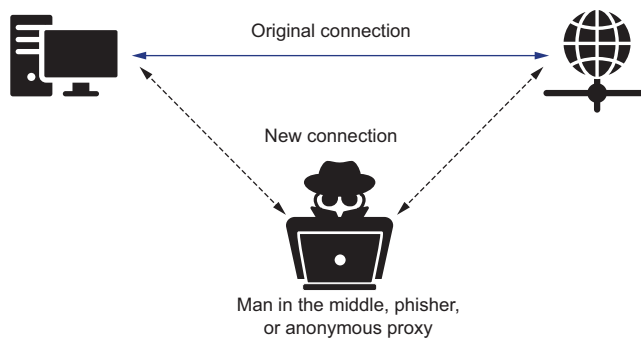 Original connection
New connection
Man in the middle, phisher,
or anonymous proxy